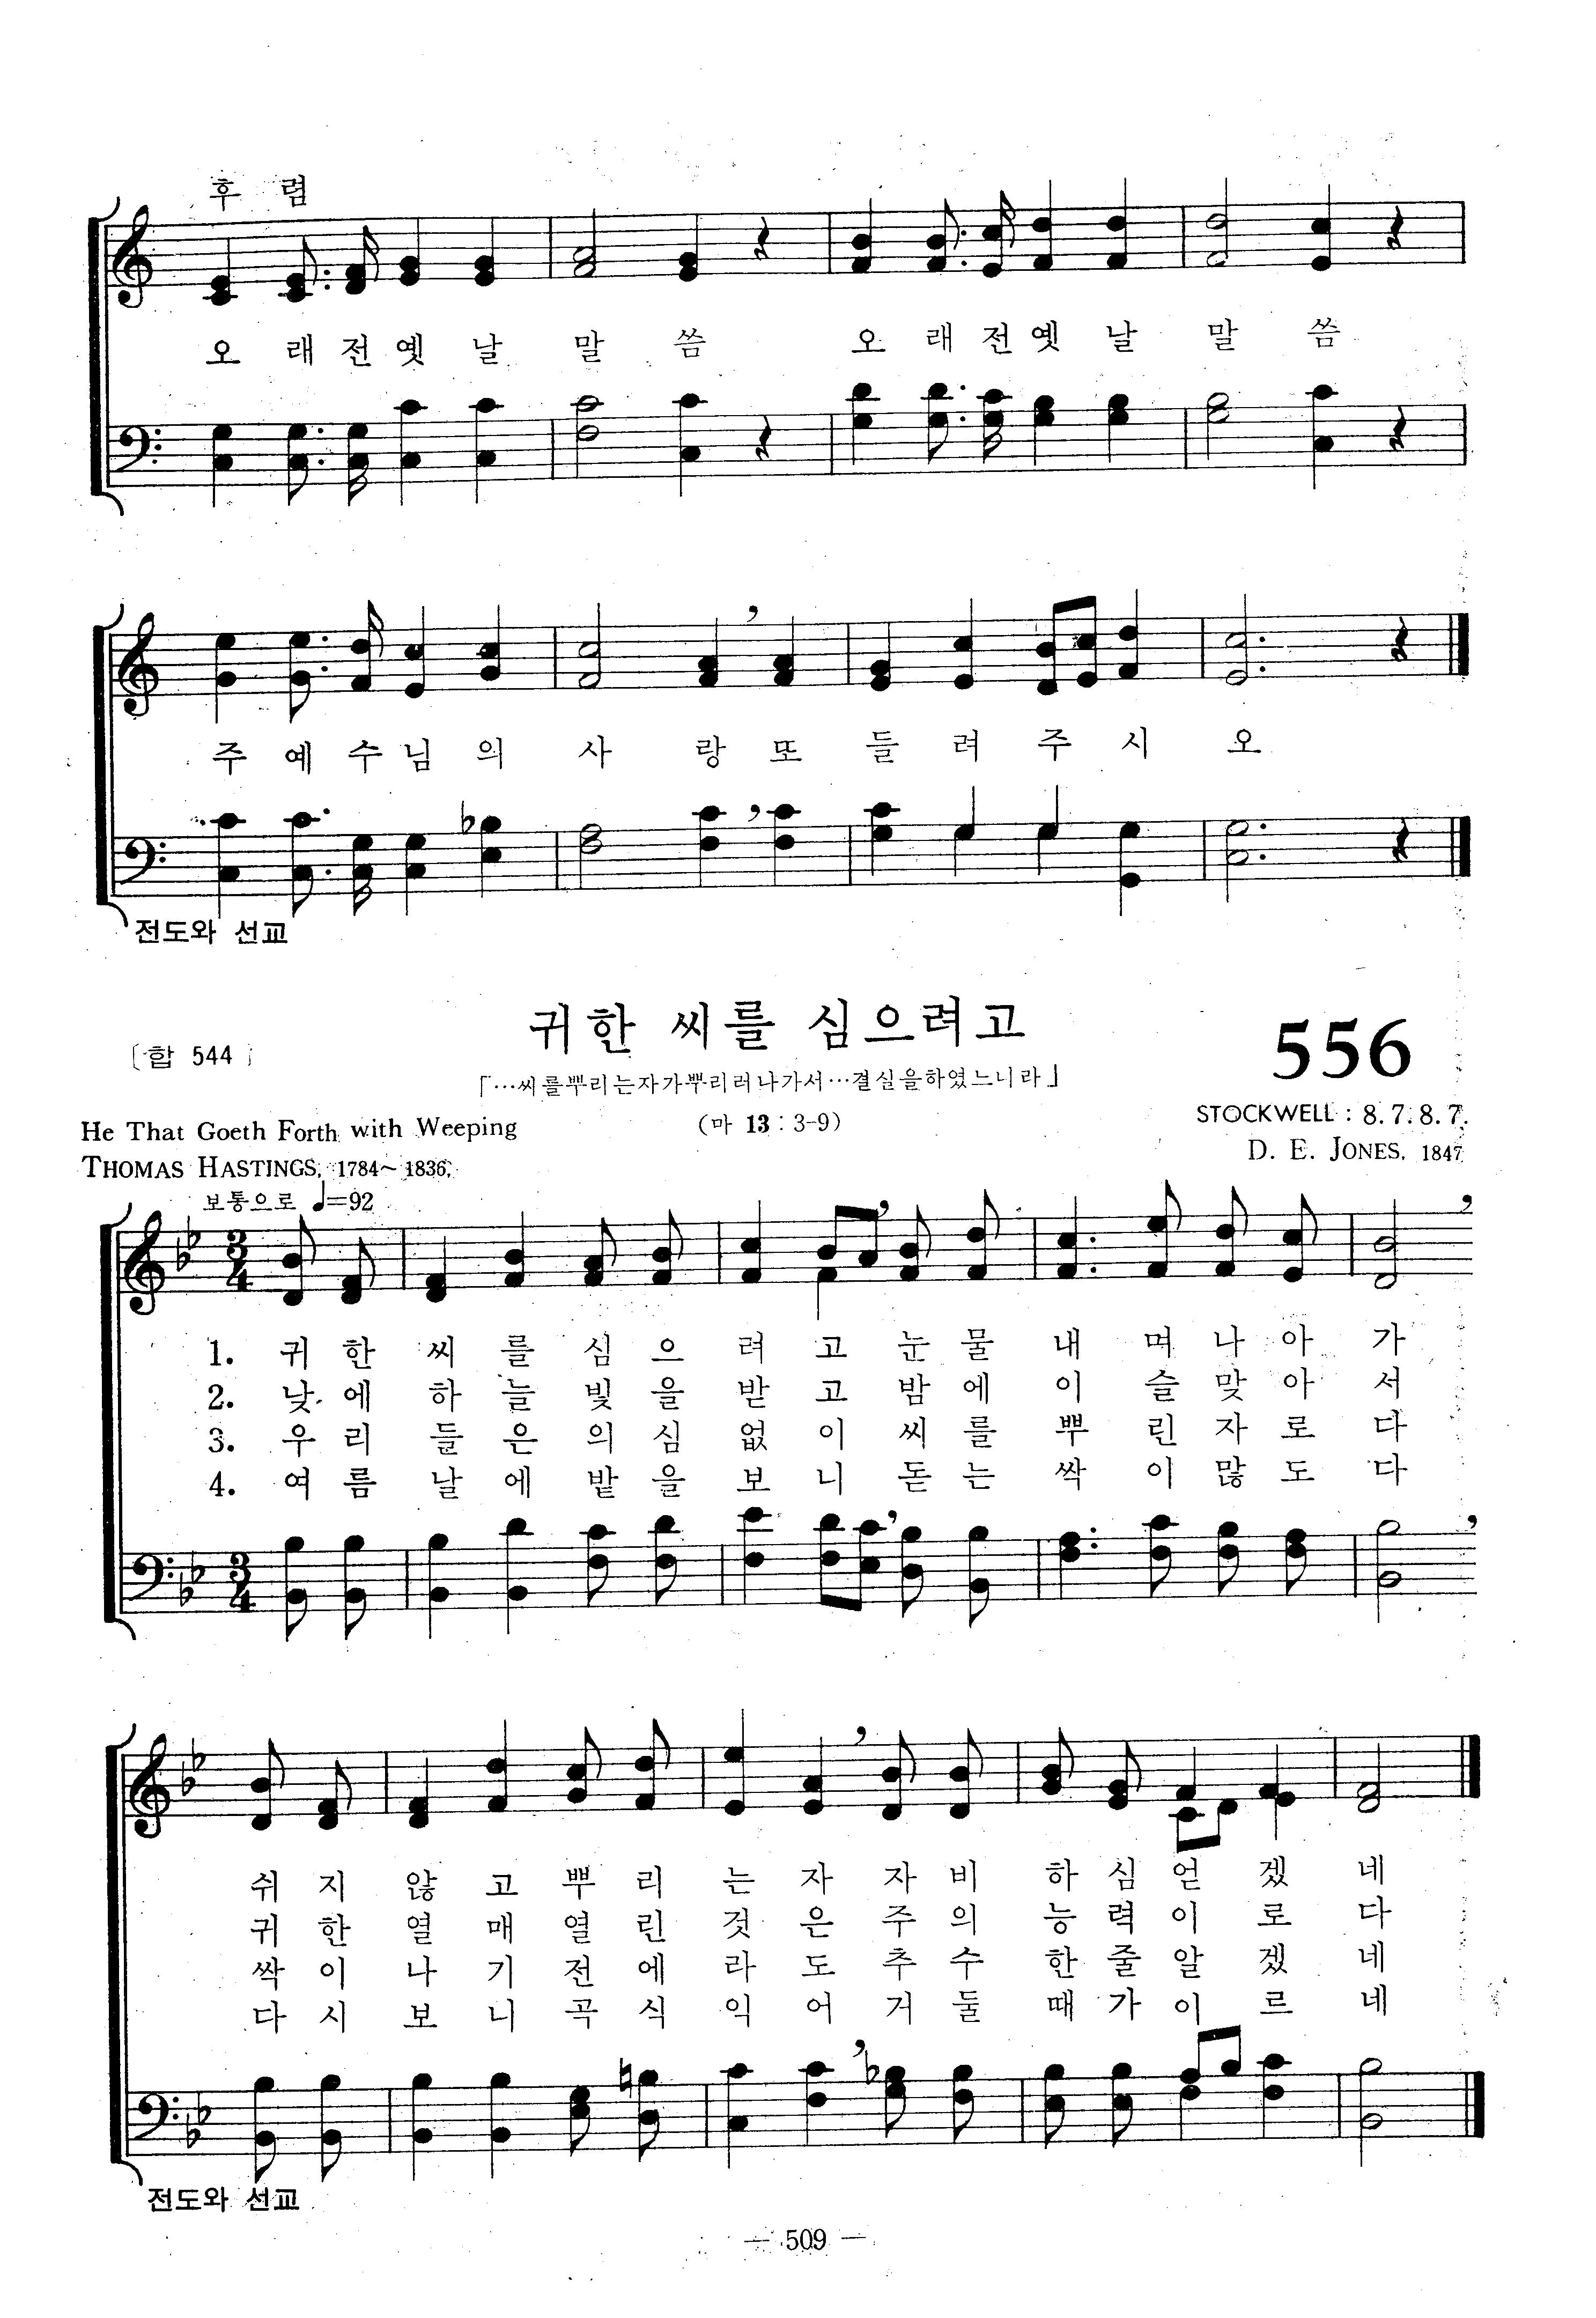 후 렴
오 래 전 옛 날 말 씀 오 래 전 옛 날 말 씀
주 예 수 님 의 사 랑 또 들 려 주 시 오
전도와 선교
귀한 씨를 심으려고
556
〔합 544
「…씨를뿌리는자가뿌리러나가서…결실을하였느니라」
(마 13 : 3-9)
He That Goeth Forth with Weeping
STOCKWELL : 8.7.8.7.
THOMAS HASTINGS, 1784~1836,
D. E. JONES, 1847
보통으로 ♩=92
3 4
1. 귀 한 씨 를 심 으 려 고 눈 물 내 며 나 아 가
2. 낮 에 하 늘 빛 을 받 고 밤 에 이 슬 맞 아 서
3. 우 리 들 은 의 심 없 이 씨 를 뿌 린 자 로 다
4. 여 름 날 에 밭 을 보 니 돋 는 싹 이 많 도 다
3 4
쉬 지 않 고 뿌 리 는 자 자 비 하 심 얻 겠 네
귀 한 열 매 열 린 것 은 주 의 능 력 이 로 다
싹 이 나 기 전 에 라 도 추 수 한 줄 알 겠 네
다 시 보 니 곡 식 익 어 거 둘 때 가 이 르 네
전도와 선교
— 509 —